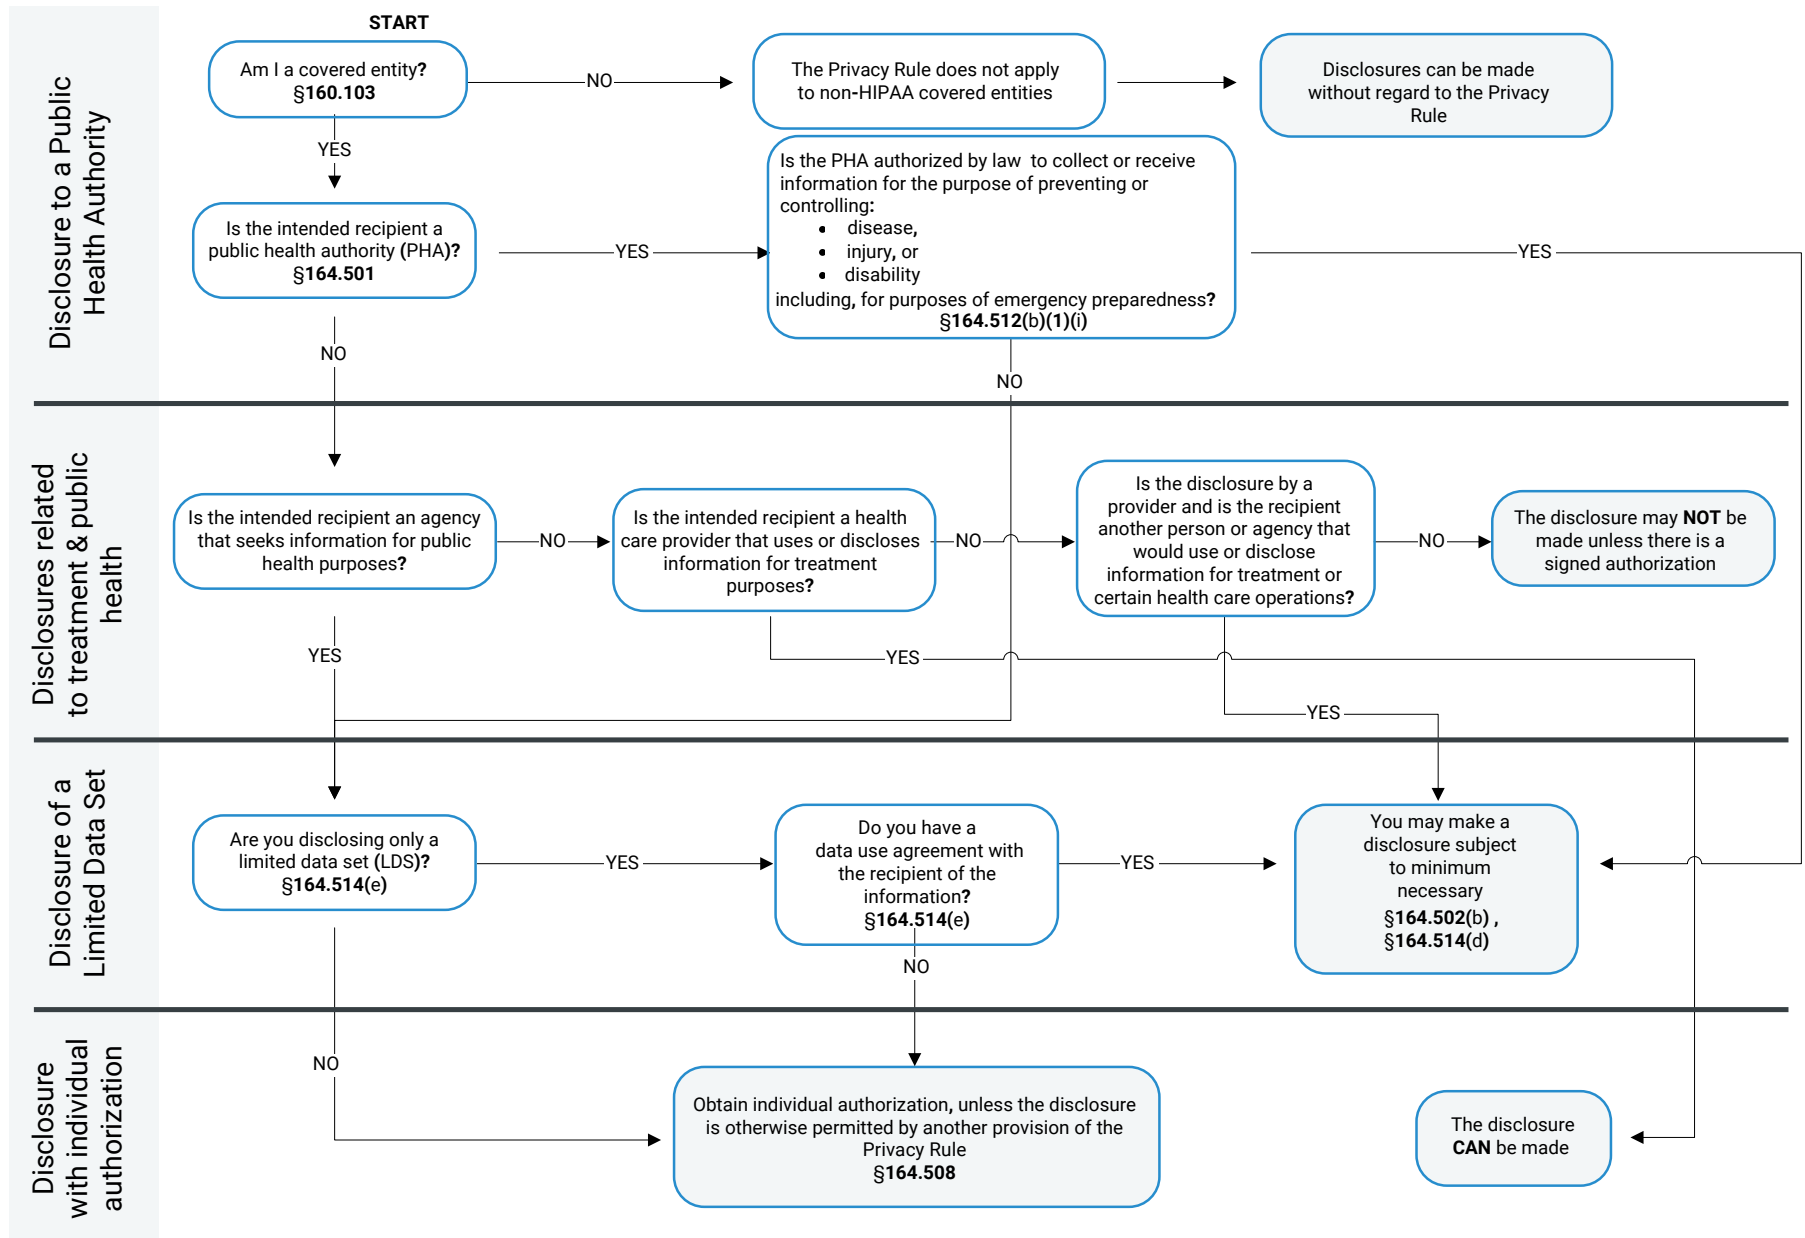 START
Am I a covered entity?
§160.103
NO
The Privacy Rule does not apply
to non-HIPAA covered entities
Disclosures can be made
without regard to the Privacy
Rule
YES
Disclosure to a Public
Health Authority
Is the intended recipient a
public health authority (PHA)?
§164.501
YES
Is the PHA authorized by law to collect or receive
information for the purpose of preventing or
controlling:
• disease,
• injury, or
• disability
including, for purposes of emergency preparedness?
§164.512(b)(1)(i)
YES
NO
NO
Disclosures related
to treatment & public
health
Is the intended recipient an agency
that seeks information for public
health purposes?
NO
Is the intended recipient a health
care provider that uses or discloses
information for treatment
purposes?
NO
Is the disclosure by a
provider and is the recipient
another person or agency that
would use or disclose
information for treatment or
certain health care operations?
NO
The disclosure may NOT be
made unless there is a
signed authorization
YES
YES
YES
Disclosure of a
Limited Data Set
Are you disclosing only a
limited data set (LDS)?
§164.514(e)
YES
Do you have a
data use agreement with
the recipient of the
information?
§164.514(e)
YES
You may make a
disclosure subject
to minimum
necessary
§164.502(b) ,
§164.514(d)
NO
NO
Disclosure
with individual
authorization
Obtain individual authorization, unless the disclosure
is otherwise permitted by another provision of the
Privacy Rule
§164.508
The disclosure
CAN be made